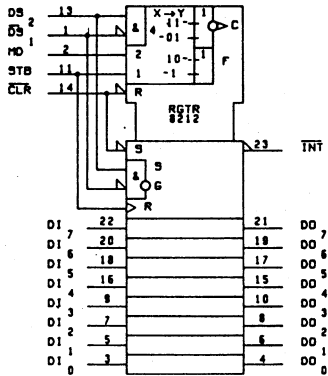 DS 2 13
DS 1 1
MD 2
STB 11
CLR 14
& 4 2 1 R
X→Y
11-
-01
10-
-1
1 C
1
F
RGTR
8212
S
& S
G
R
23 INT
DI 7 22 21 DO 7
DI 6 20 19 DO 6
DI 5 18 17 DO 5
DI 4 16 15 DO 4
DI 3 9 10 DO 3
DI 2 7 8 DO 2
DI 1 5 6 DO 1
DI 0 3 4 DO 0